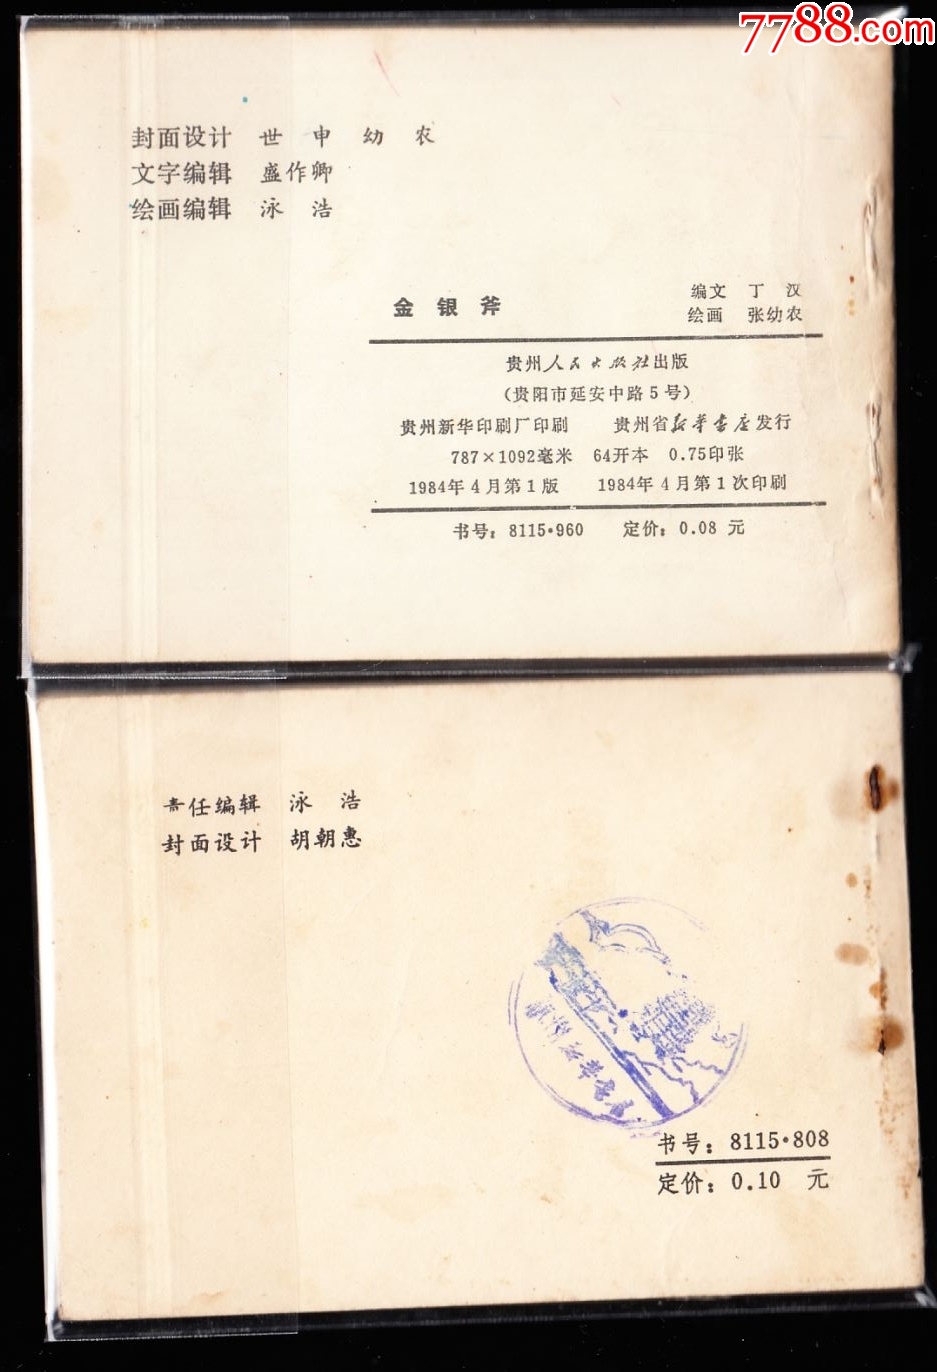 7788.com
封面设计 世 申 幼 农
文字编辑 盛作卿
绘画编辑 泳 浩
金 银 斧
编文 丁 汉
绘画 张幼农
贵州人民出版社出版
（贵阳市延安中路5号）
贵州新华印刷厂印刷 贵州省新华书店发行
787×1092毫米 64开本 0.75印张
1984年4月第1版 1984年4月第1次印刷
书号：8115·960 定价：0.08 元
责任编辑 泳 浩
封面设计 胡朝惠
新华书店
书号：8115·808
定价：0.10 元